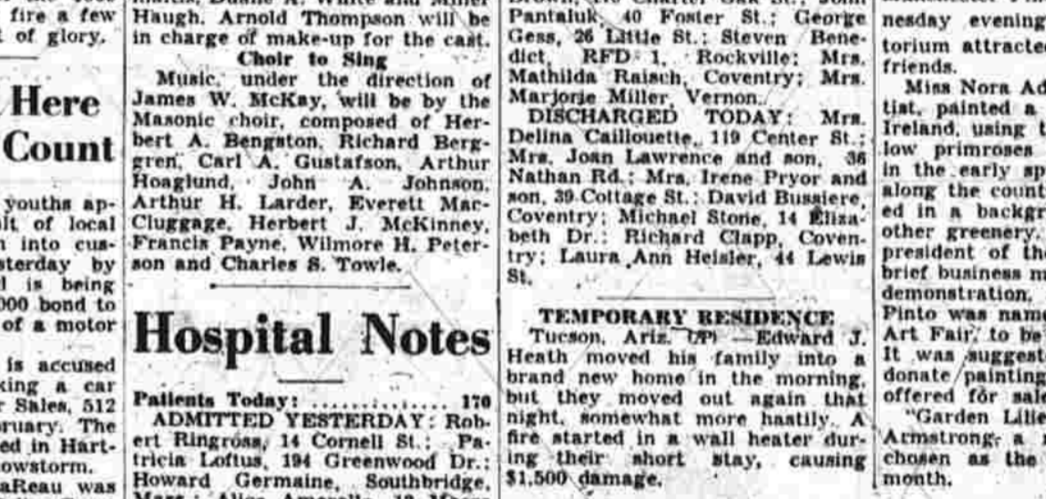 fire a few
t of glory.
Here
Count
youths ap-
of local
into cus-
sterday by
is being
000 bond to
of a motor
is accused
king a car
Sales, 512
bruary. The
ed in Hart-
owstorm.
aReau was
Haugh. Arnold Thompson will be
in charge of make-up for the cast.
Choir to Sing
Music, under the direction of
James W. McKay, will be by the
Masonic choir, composed of Her-
bert A. Bengston, Richard Berg-
gren, Carl A. Gustafson, Arthur
Hoaglund, John A. Johnson,
Arthur H. Larder, Everett Mac-
Cluggage, Herbert J. McKinney,
Francis Payne, Wilmore H. Peter-
son and Charles S. Towle.
Hospital Notes
Patients Today: .............. 170
ADMITTED YESTERDAY: Rob-
ert Ringross, 14 Cornell St.; Pa-
tricia Loftus, 194 Greenwood Dr.;
Howard Germaine, Southbridge,
Pantaluk, 40 Foster St.; George
Gess, 26 Little St.; Steven Bene-
dict, RFD 1, Rockville; Mrs.
Mathilda Raisch, Coventry; Mrs.
Marjorie Miller, Vernon.
DISCHARGED TODAY: Mrs.
Delina Caillouette, 119 Center St.;
Mrs. Joan Lawrence and son, 36
Nathan Rd.; Mrs. Irene Pryor and
son, 39 Cottage St.; David Bussiere,
Coventry; Michael Stone, 14 Eliza-
beth Dr.; Richard Clapp, Coven-
try; Laura Ann Heisler, 44 Lewis
St.
TEMPORARY RESIDENCE
Tucson, Ariz. (AP) — Edward J.
Heath moved his family into a
brand new home in the morning,
but they moved out again that
night, somewhat more hastily. A
fire started in a wall heater dur-
ing their short stay, causing
$1,500 damage.
nesday evening
torium attracte
friends.
Miss Nora Ad
tist, painted a
Ireland, using t
low primroses
in the early sp
along the count
ed in a backgr
other greenery.
president of the
brief business m
demonstration.
Pinto was name
Art Fair, to be
It was suggest
donate painting
offered for sale
"Garden Lilie
Armstrong, a
chosen as the
month.